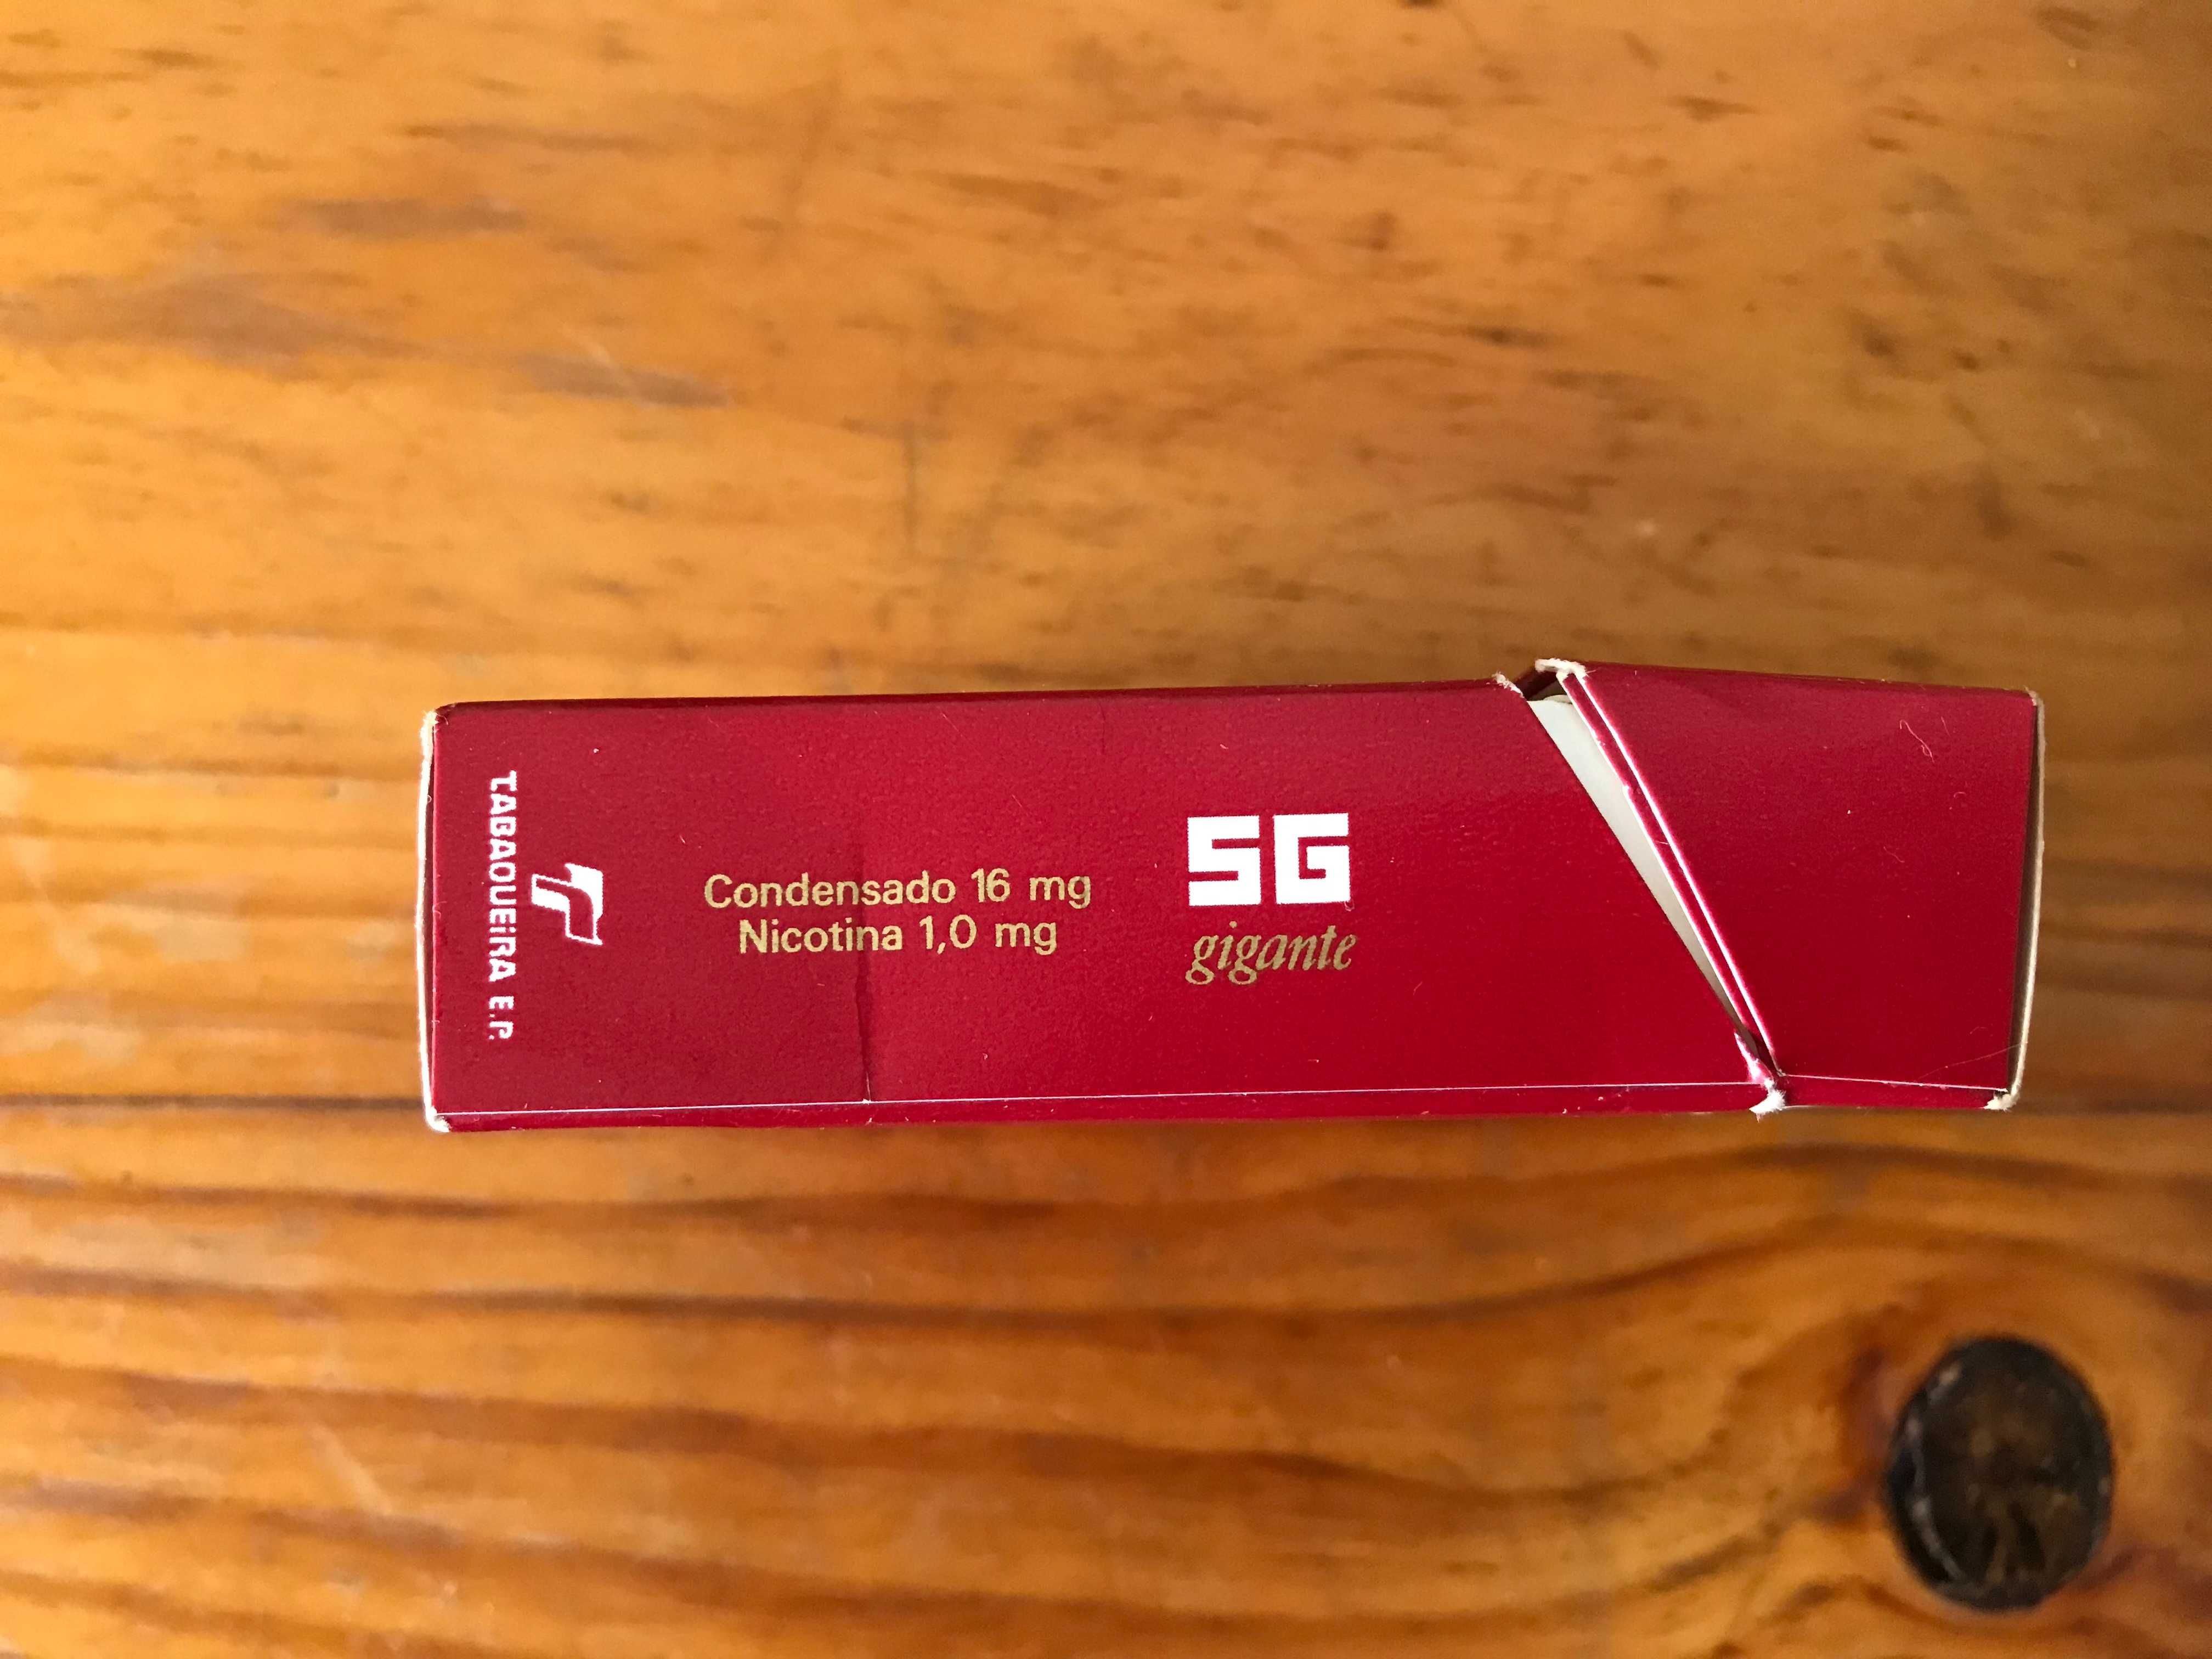 SG
gigante
Condensado 16 mg
Nicotina 1,0 mg
TABAQUEIRA E.P.